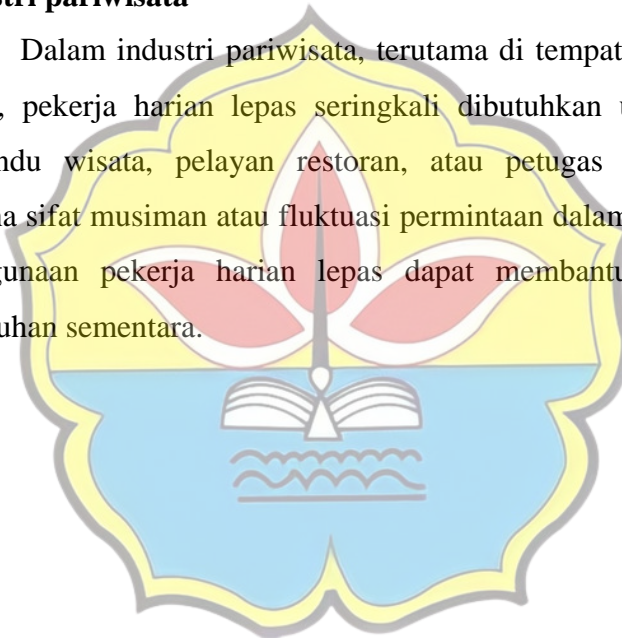 stri pariwisata
Dalam industri pariwisata, terutama di tempat
, pekerja harian lepas seringkali dibutuhkan u
ndu wisata, pelayan restoran, atau petugas
na sifat musiman atau fluktuasi permintaan dalam
gunaan pekerja harian lepas dapat membantu
uhan sementara.